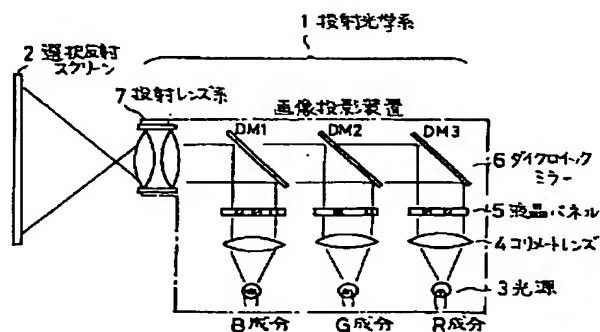 1 投射光学系
2 選択反射
スクリーン
7 投射レンズ系
画像投影装置
DM1 DM2 DM3
6 ダイクロイック
ミラー
5 液晶パネル
4 コリメートレンズ
3 光源
B成分 G成分 R成分